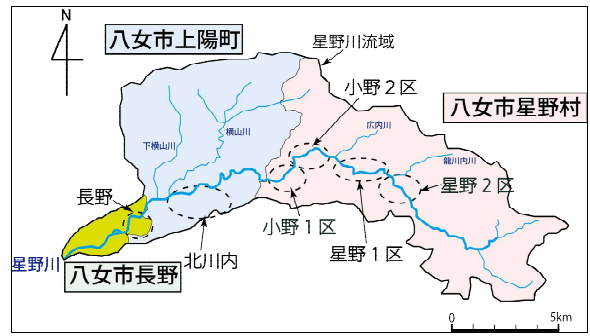 N
八女市上陽町
星野川流域
小野２区
八女市星野村
広内川
横山川
下横山川
龍川内川
長野
星野２区
小野１区
星野１区
北川内
星野川
八女市長野
0
5km